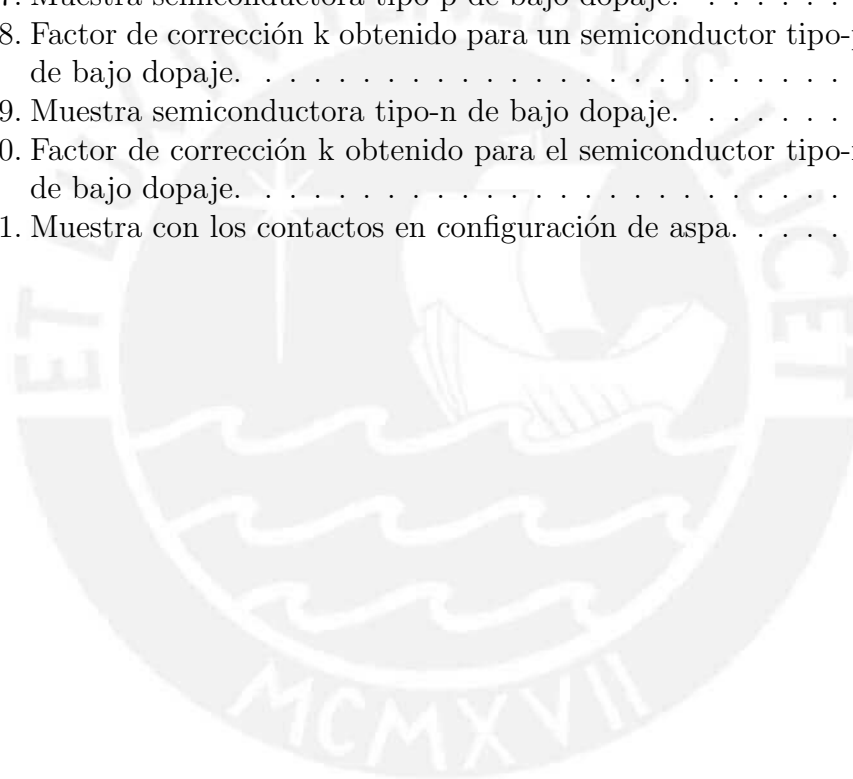 7. Muestra semiconductora tipo-p de bajo dopaje. . . . . . .
8. Factor de corrección k obtenido para un semiconductor tipo-p
de bajo dopaje. . . . . . . . . . . . . . . . . . . . . . . . .
9. Muestra semiconductora tipo-n de bajo dopaje. . . . . . .
0. Factor de corrección k obtenido para el semiconductor tipo-n
de bajo dopaje. . . . . . . . . . . . . . . . . . . . . . . . .
1. Muestra con los contactos en configuración de aspa. . . . .
ET
LUCET
MCMXVII